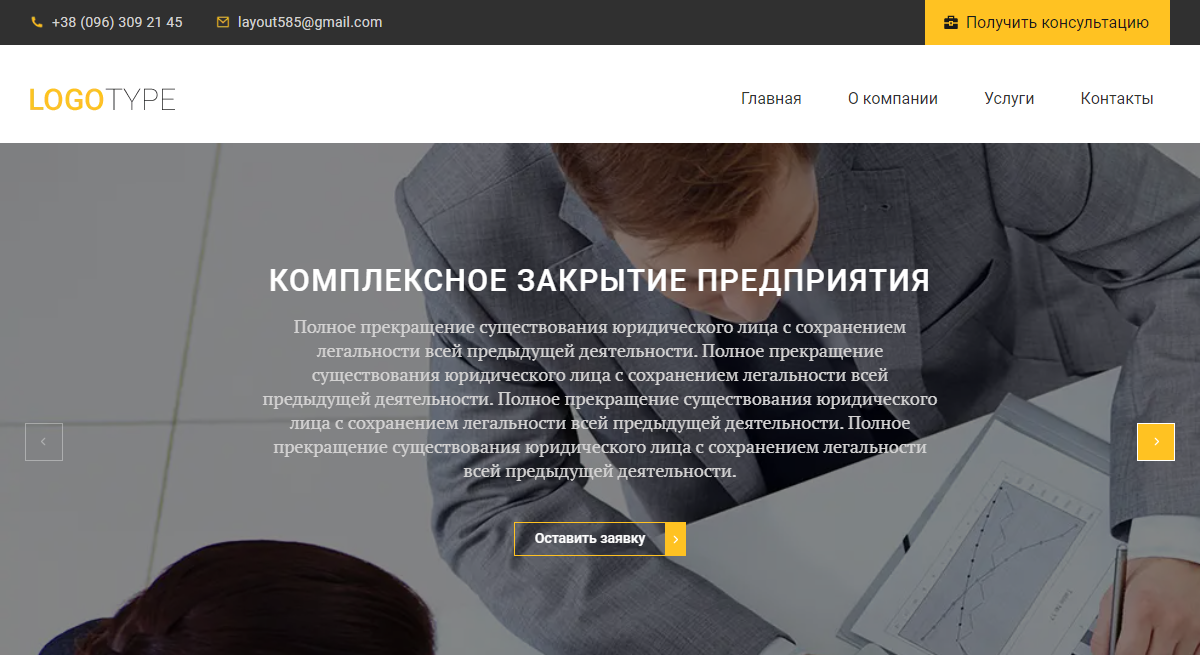 +38 (096) 309 21 45
layout585@gmail.com
Получить консультацию
LOGOTYPE
Главная
О компании
Услуги
Контакты
КОМПЛЕКСНОЕ ЗАКРЫТИЕ ПРЕДПРИЯТИЯ
Полное прекращение существования юридического лица с сохранением
легальности всей предыдущей деятельности. Полное прекращение
существования юридического лица с сохранением легальности всей
предыдущей деятельности. Полное прекращение существования юридического
лица с сохранением легальности всей предыдущей деятельности. Полное
прекращение существования юридического лица с сохранением легальности
всей предыдущей деятельности.
Оставить заявку